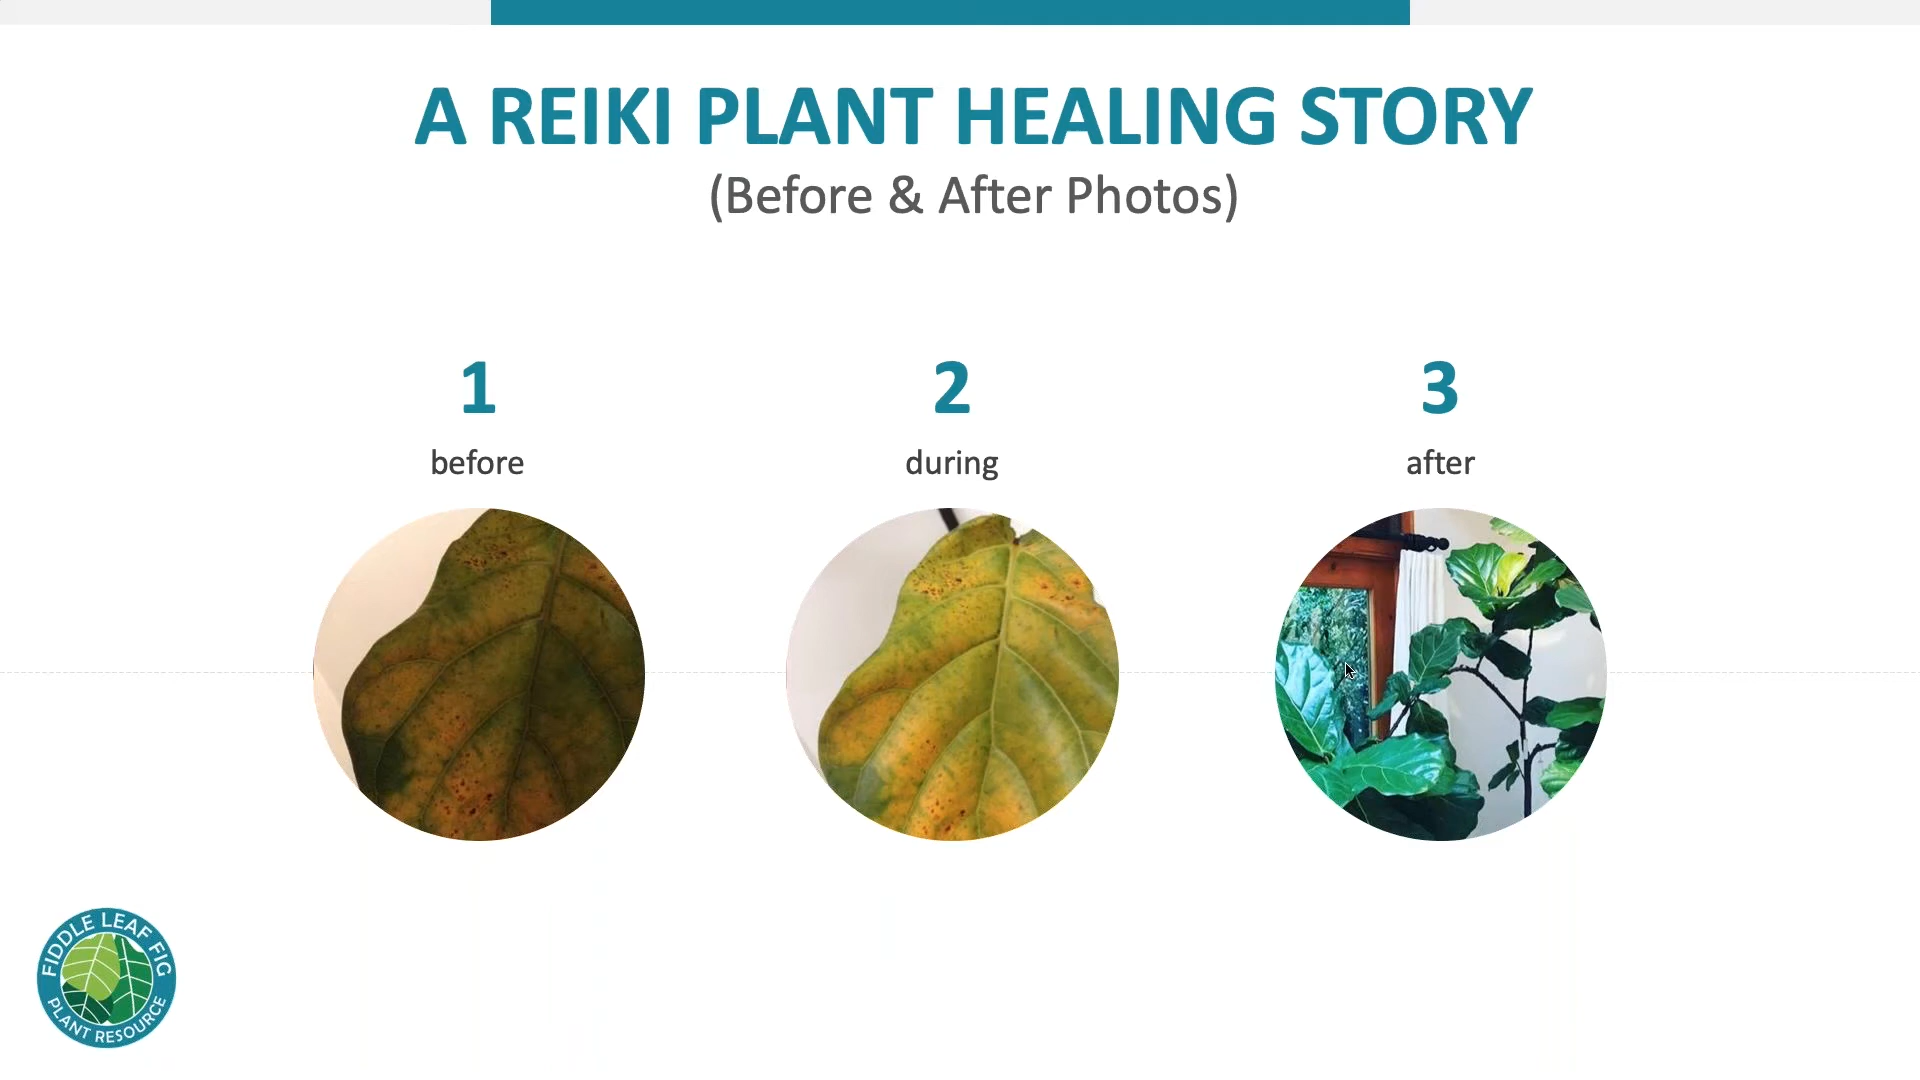 A REIKI PLANT HEALING STORY
(Before & After Photos)
1
before
2
during
3
after
FIDDLE LEAF FIG
PLANT RESOURCE